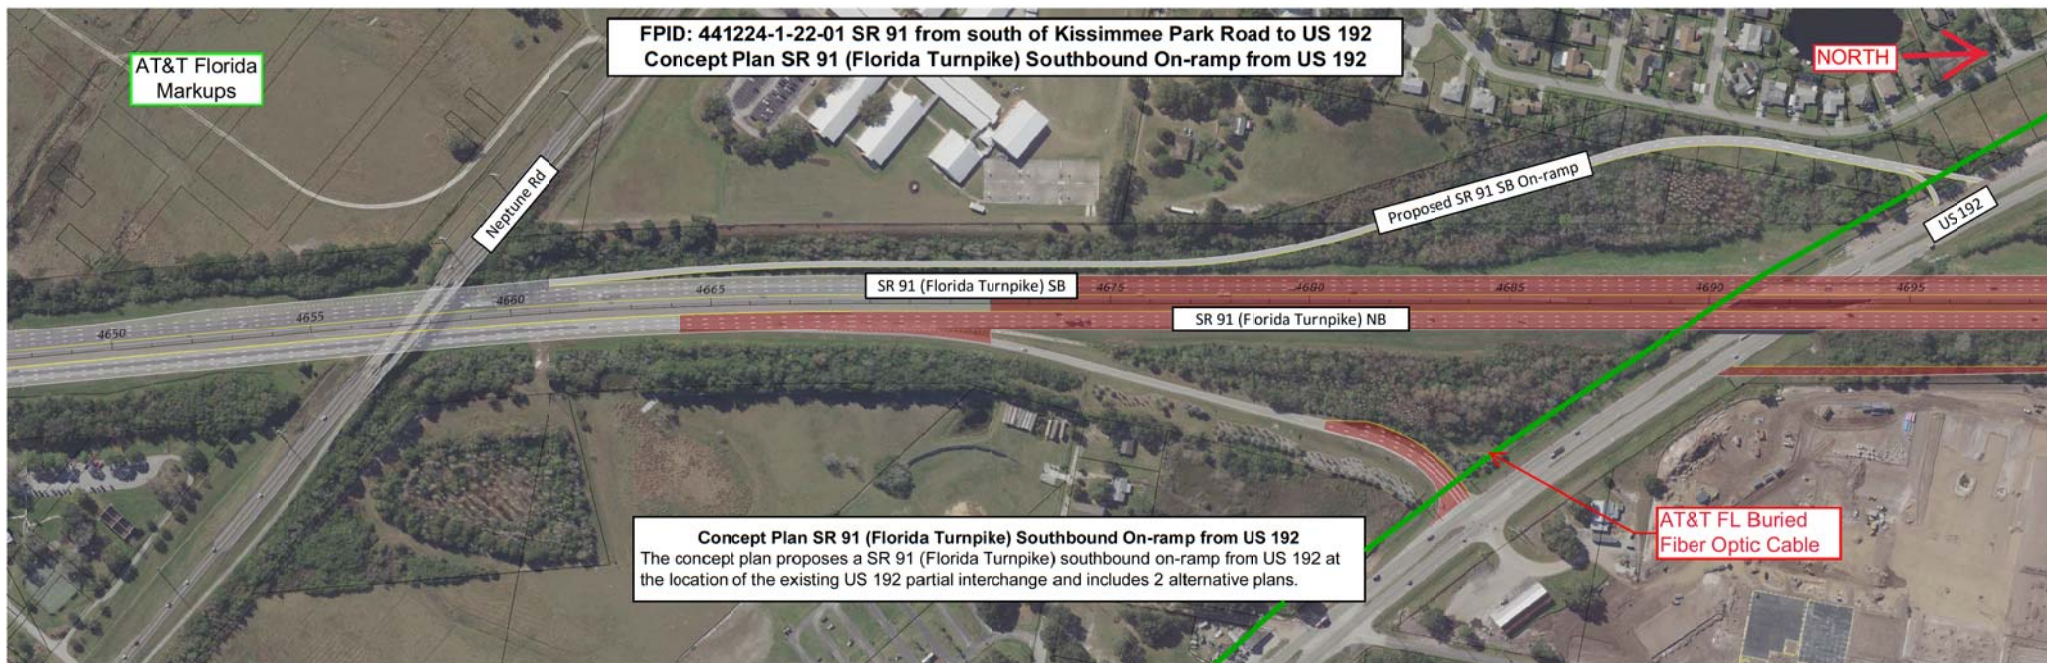 FPID: 441224-1-22-01 SR 91 from south of Kissimmee Park Road to US 192
Concept Plan SR 91 (Florida Turnpike) Southbound On-ramp from US 192
AT&T Florida
Markups
NORTH
Neptune Rd
Proposed SR 91 SB On-ramp
US 192
SR 91 (Florida Turnpike) SB
SR 91 (Florida Turnpike) NB
4650
4655
4660
4665
4675
4680
4685
4690
4695
AT&T FL Buried
Fiber Optic Cable
Concept Plan SR 91 (Florida Turnpike) Southbound On-ramp from US 192
The concept plan proposes a SR 91 (Florida Turnpike) southbound on-ramp from US 192 at
the location of the existing US 192 partial interchange and includes 2 alternative plans.